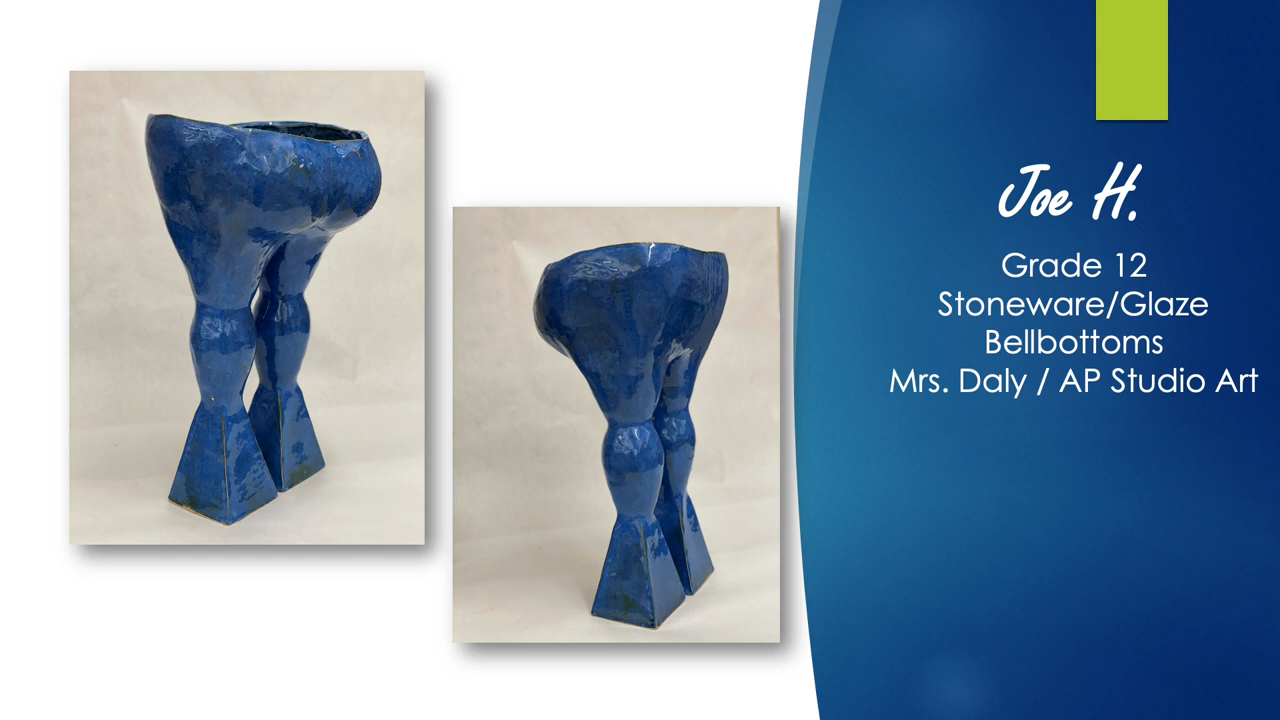 Joe H.
Grade 12
Stoneware/Glaze
Bellbottoms
Mrs. Daly / AP Studio Art